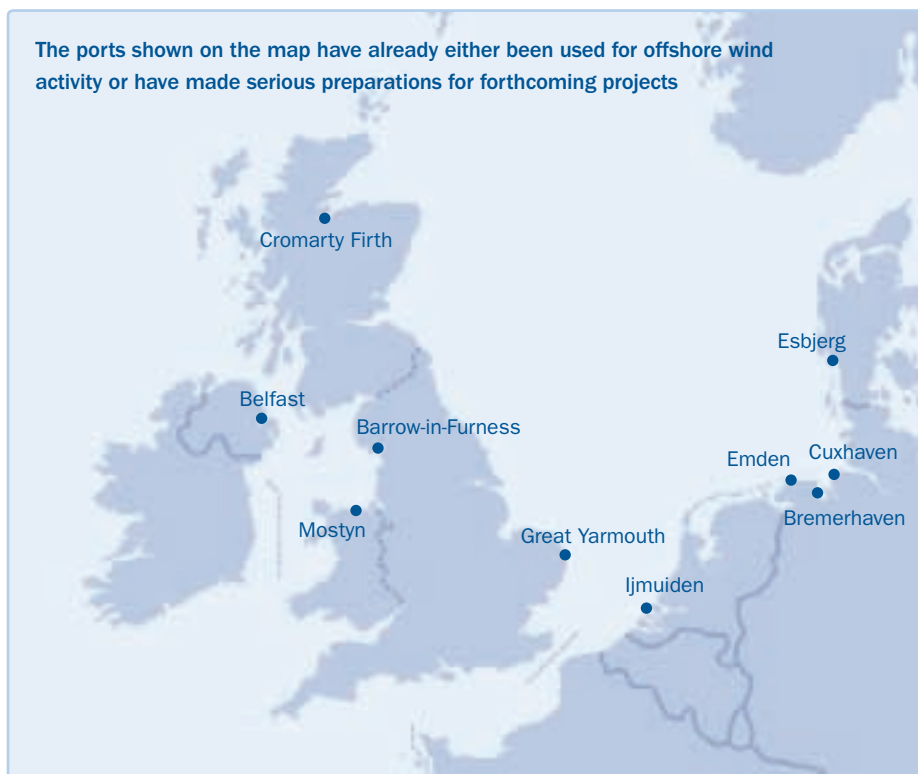 The ports shown on the map have already either been used for offshore wind
activity or have made serious preparations for forthcoming projects
Cromarty Firth
Esbjerg
Belfast
Barrow-in-Furness
Emden
Cuxhaven
Bremerhaven
Mostyn
Great Yarmouth
Ijmuiden